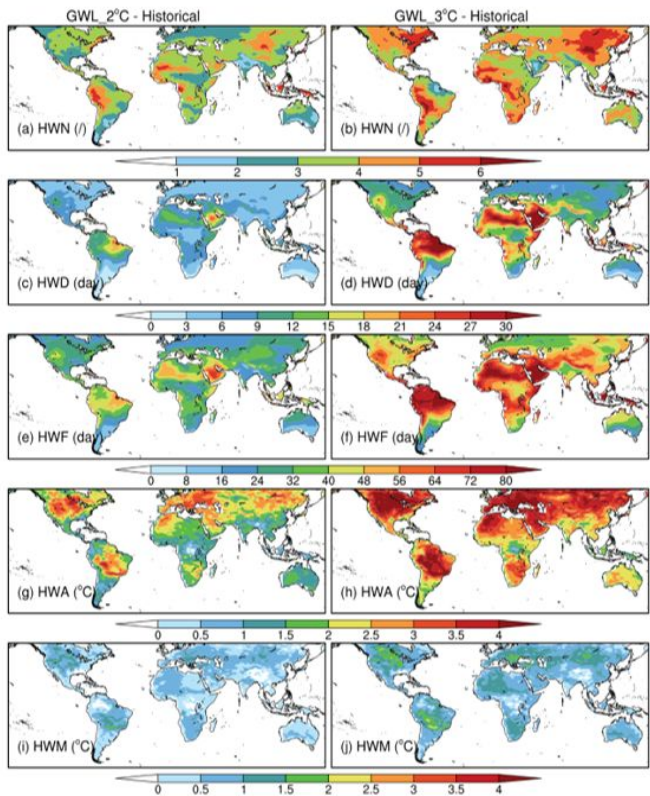 GWL_2°C - Historical GWL_3°C - Historical
(a) HWN (/) (b) HWN (/)
1 2 3 4 5 6
(c) HWD (day) (d) HWD (day)
0 3 6 9 12 15 18 21 24 27 30
(e) HWF (day) (f) HWF (day)
0 8 16 24 32 40 48 56 64 72 80
(g) HWA (°C) (h) HWA (°C)
0 0.5 1 1.5 2 2.5 3 3.5 4
(i) HWM (°C) (j) HWM (°C)
0 0.5 1 1.5 2 2.5 3 3.5 4